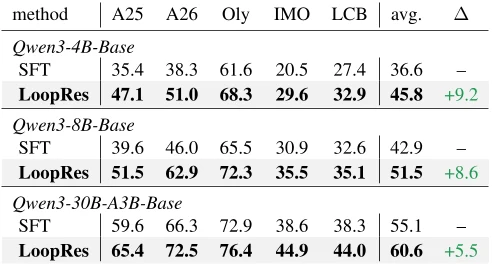 method A25 A26 Oly IMO LCB avg. Δ
Qwen3-4B-Base
SFT 35.4 38.3 61.6 20.5 27.4 36.6 –
LoopRes 47.1 51.0 68.3 29.6 32.9 45.8 +9.2
Qwen3-8B-Base
SFT 39.6 46.0 65.5 30.9 32.6 42.9 –
LoopRes 51.5 62.9 72.3 35.5 35.1 51.5 +8.6
Qwen3-30B-A3B-Base
SFT 59.6 66.3 72.9 38.6 38.3 55.1 –
LoopRes 65.4 72.5 76.4 44.9 44.0 60.6 +5.5